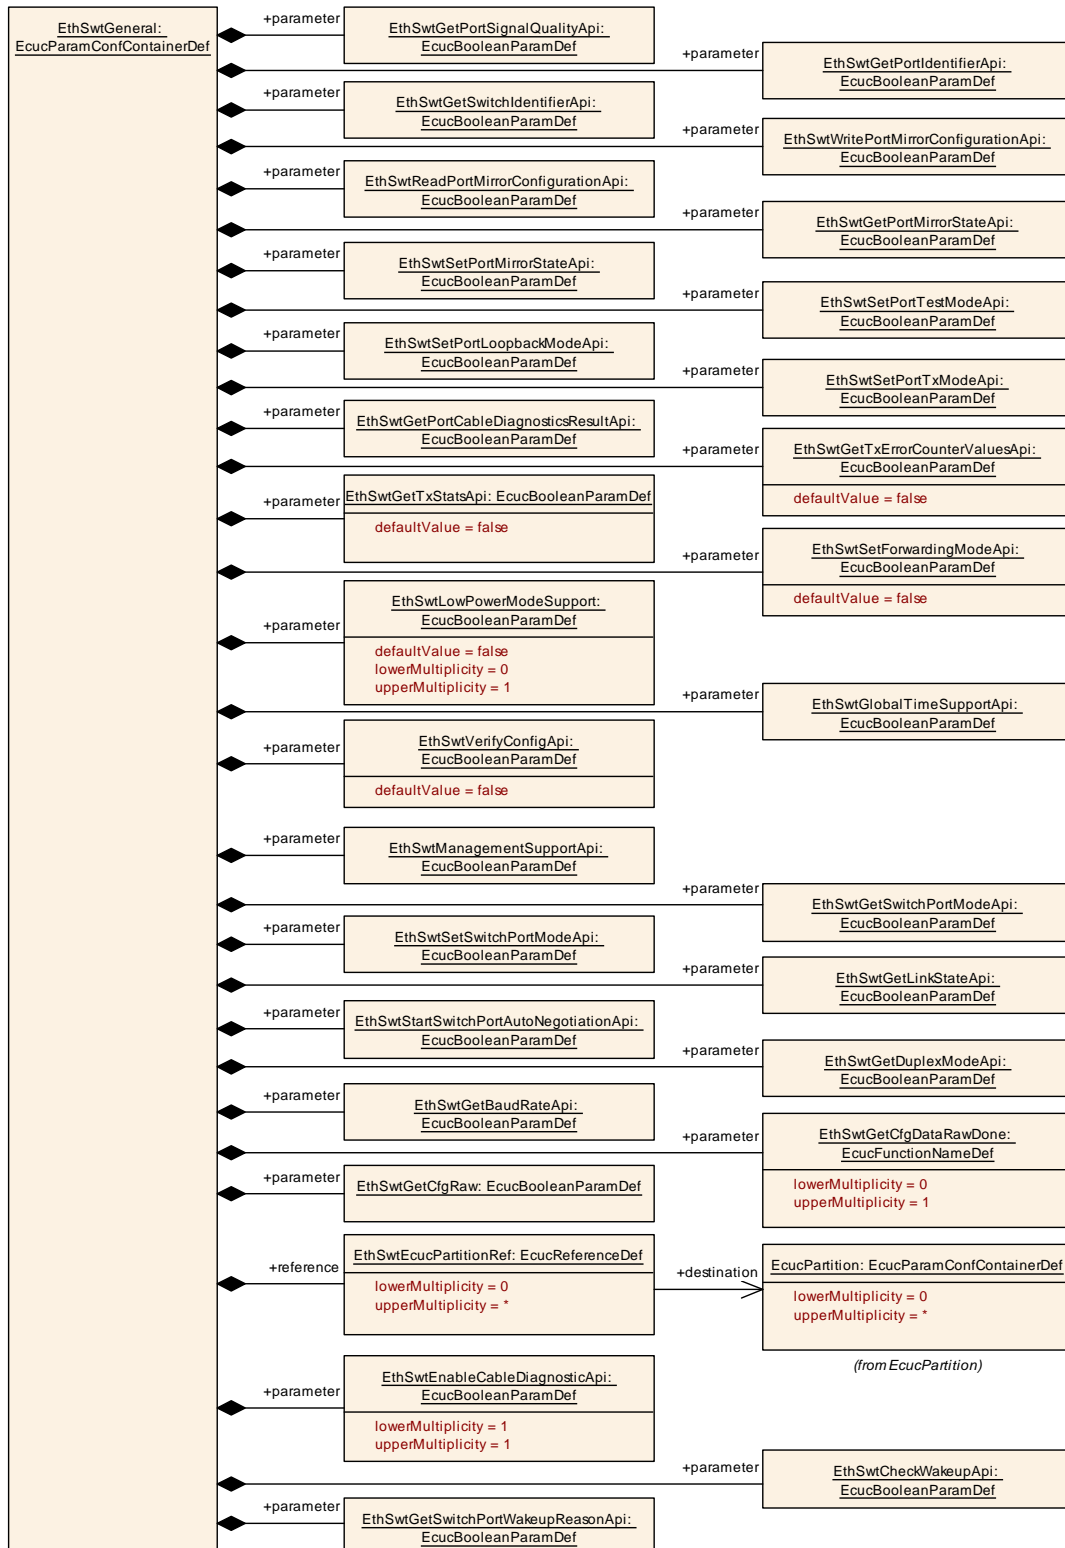 EthSwtGeneral:
EcucParamConfContainerDef
+parameter
EthSwtGetPortSignalQualityApi:
EcucBooleanParamDef
+parameter
EthSwtGetPortIdentifierApi:
EcucBooleanParamDef
+parameter
EthSwtGetSwitchIdentifierApi:
EcucBooleanParamDef
+parameter
EthSwtWritePortMirrorConfigurationApi:
EcucBooleanParamDef
+parameter
EthSwtReadPortMirrorConfigurationApi:
EcucBooleanParamDef
+parameter
EthSwtGetPortMirrorStateApi:
EcucBooleanParamDef
+parameter
EthSwtSetPortMirrorStateApi:
EcucBooleanParamDef
+parameter
EthSwtSetPortTestModeApi:
EcucBooleanParamDef
+parameter
EthSwtSetPortLoopbackModeApi:
EcucBooleanParamDef
+parameter
EthSwtSetPortTxModeApi:
EcucBooleanParamDef
+parameter
EthSwtGetPortCableDiagnosticsResultApi:
EcucBooleanParamDef
+parameter
EthSwtGetTxErrorCounterValuesApi:
EcucBooleanParamDef
defaultValue = false
+parameter
EthSwtGetTxStatsApi: EcucBooleanParamDef
defaultValue = false
+parameter
EthSwtSetForwardingModeApi:
EcucBooleanParamDef
defaultValue = false
+parameter
EthSwtLowPowerModeSupport:
EcucBooleanParamDef
defaultValue = false
lowerMultiplicity = 0
upperMultiplicity = 1
+parameter
EthSwtGlobalTimeSupportApi:
EcucBooleanParamDef
+parameter
EthSwtVerifyConfigApi:
EcucBooleanParamDef
defaultValue = false
+parameter
EthSwtManagementSupportApi:
EcucBooleanParamDef
+parameter
EthSwtGetSwitchPortModeApi:
EcucBooleanParamDef
+parameter
EthSwtSetSwitchPortModeApi:
EcucBooleanParamDef
+parameter
EthSwtGetLinkStateApi:
EcucBooleanParamDef
+parameter
EthSwtStartSwitchPortAutoNegotiationApi:
EcucBooleanParamDef
+parameter
EthSwtGetDuplexModeApi:
EcucBooleanParamDef
+parameter
EthSwtGetBaudRateApi:
EcucBooleanParamDef
+parameter
EthSwtGetCfgDataRawDone:
EcucFunctionNameDef
lowerMultiplicity = 0
upperMultiplicity = 1
+parameter
EthSwtGetCfgRaw: EcucBooleanParamDef
+reference
EthSwtEcucPartitionRef: EcucReferenceDef
lowerMultiplicity = 0
upperMultiplicity = *
+destination
EcucPartition: EcucParamConfContainerDef
lowerMultiplicity = 0
upperMultiplicity = *
(from EcucPartition)
+parameter
EthSwtEnableCableDiagnosticApi:
EcucBooleanParamDef
lowerMultiplicity = 1
upperMultiplicity = 1
+parameter
EthSwtCheckWakeupApi:
EcucBooleanParamDef
+parameter
EthSwtGetSwitchPortWakeupReasonApi:
EcucBooleanParamDef